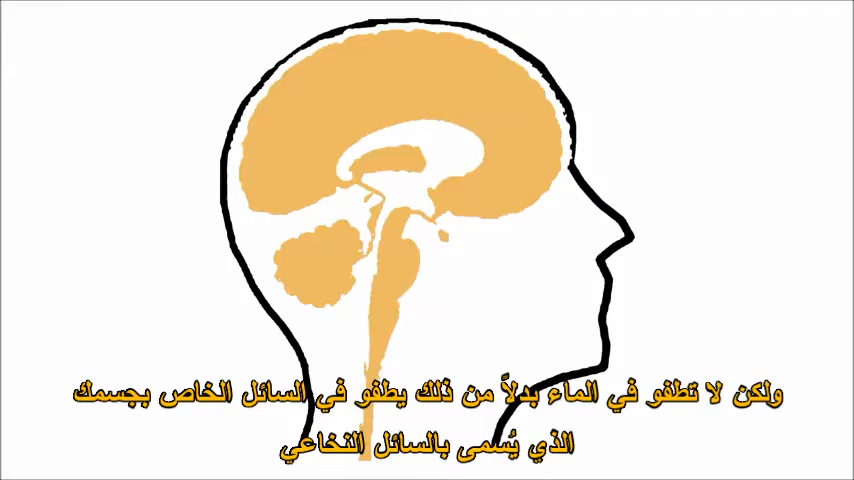 ولكن لا تطفو في الماء بدلاً من ذلك يطفو في السائل الخاص بجسمك
الذي يُسمى بالسائل النخاعي